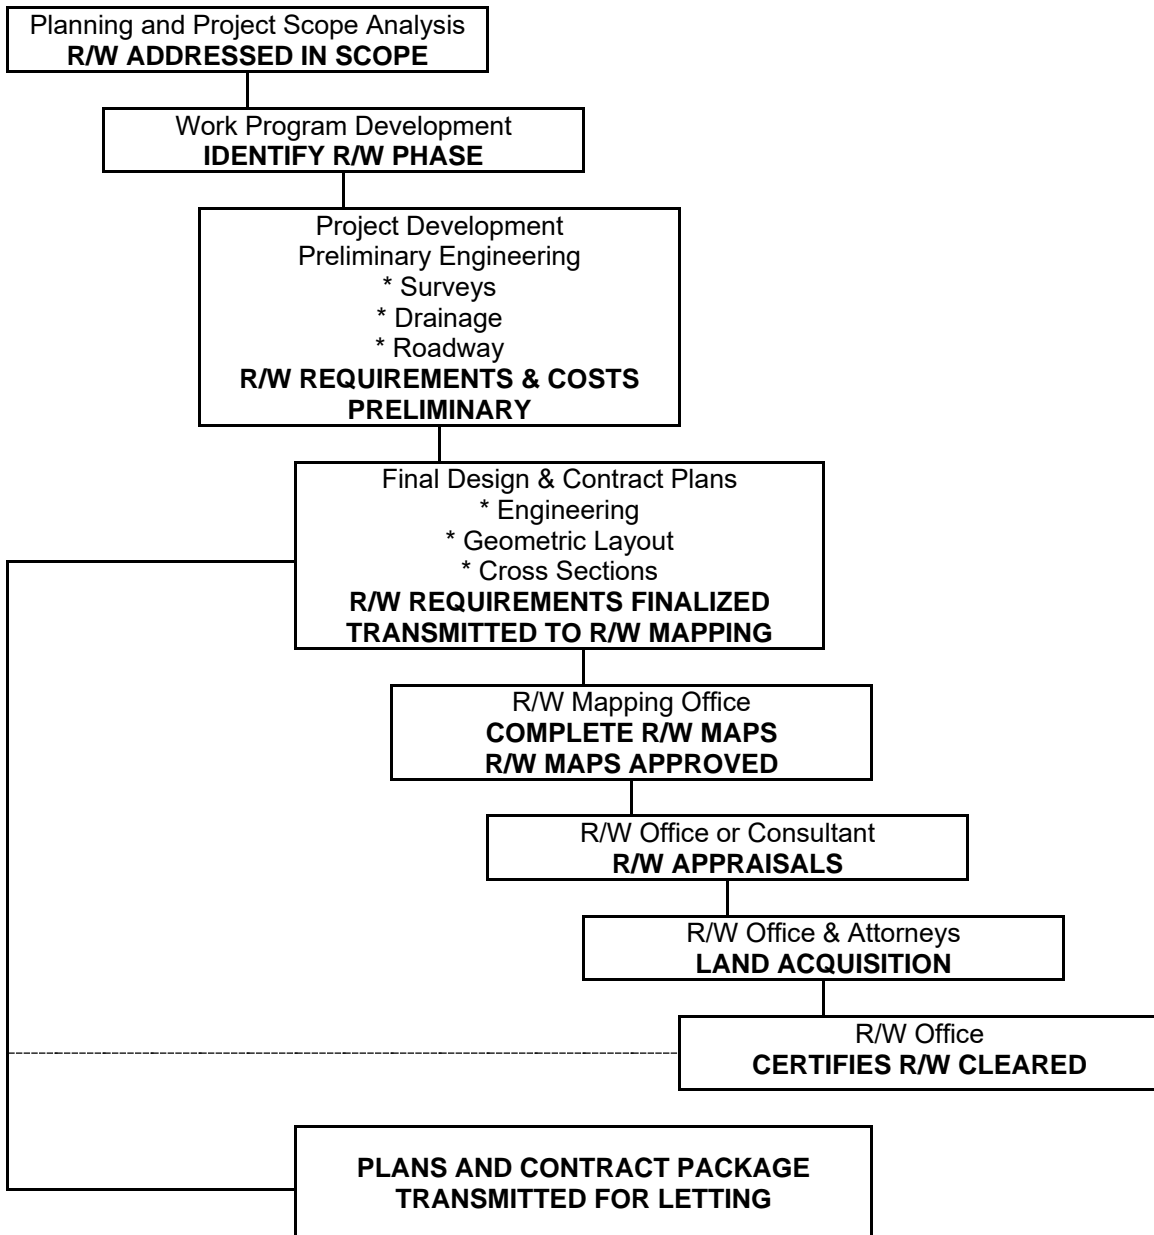 Planning and Project Scope Analysis
R/W ADDRESSED IN SCOPE
Work Program Development
IDENTIFY R/W PHASE
Project Development
Preliminary Engineering
* Surveys
* Drainage
* Roadway
R/W REQUIREMENTS & COSTS
PRELIMINARY
Final Design & Contract Plans
* Engineering
* Geometric Layout
* Cross Sections
R/W REQUIREMENTS FINALIZED
TRANSMITTED TO R/W MAPPING
R/W Mapping Office
COMPLETE R/W MAPS
R/W MAPS APPROVED
R/W Office or Consultant
R/W APPRAISALS
R/W Office & Attorneys
LAND ACQUISITION
R/W Office
CERTIFIES R/W CLEARED
PLANS AND CONTRACT PACKAGE
TRANSMITTED FOR LETTING